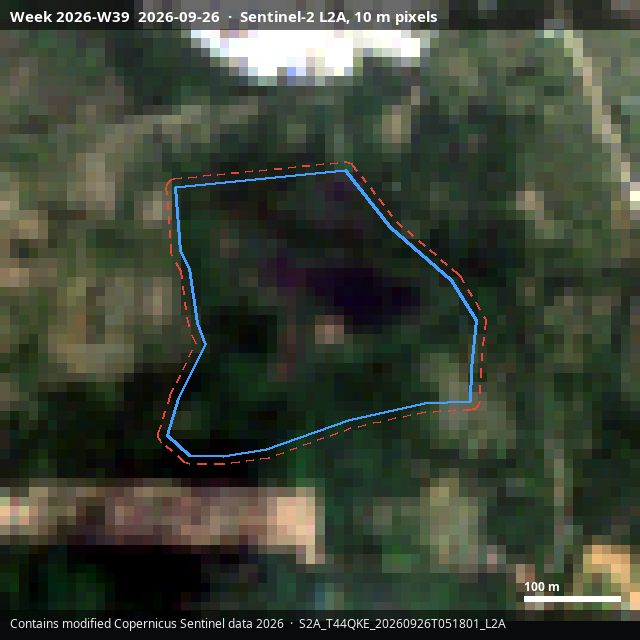 Week 2026-W39  2026-09-26  ·  Sentinel-2 L2A, 10 m pixels
100 m
Contains modified Copernicus Sentinel data 2026  ·  S2A_T44QKE_20260926T051801_L2A